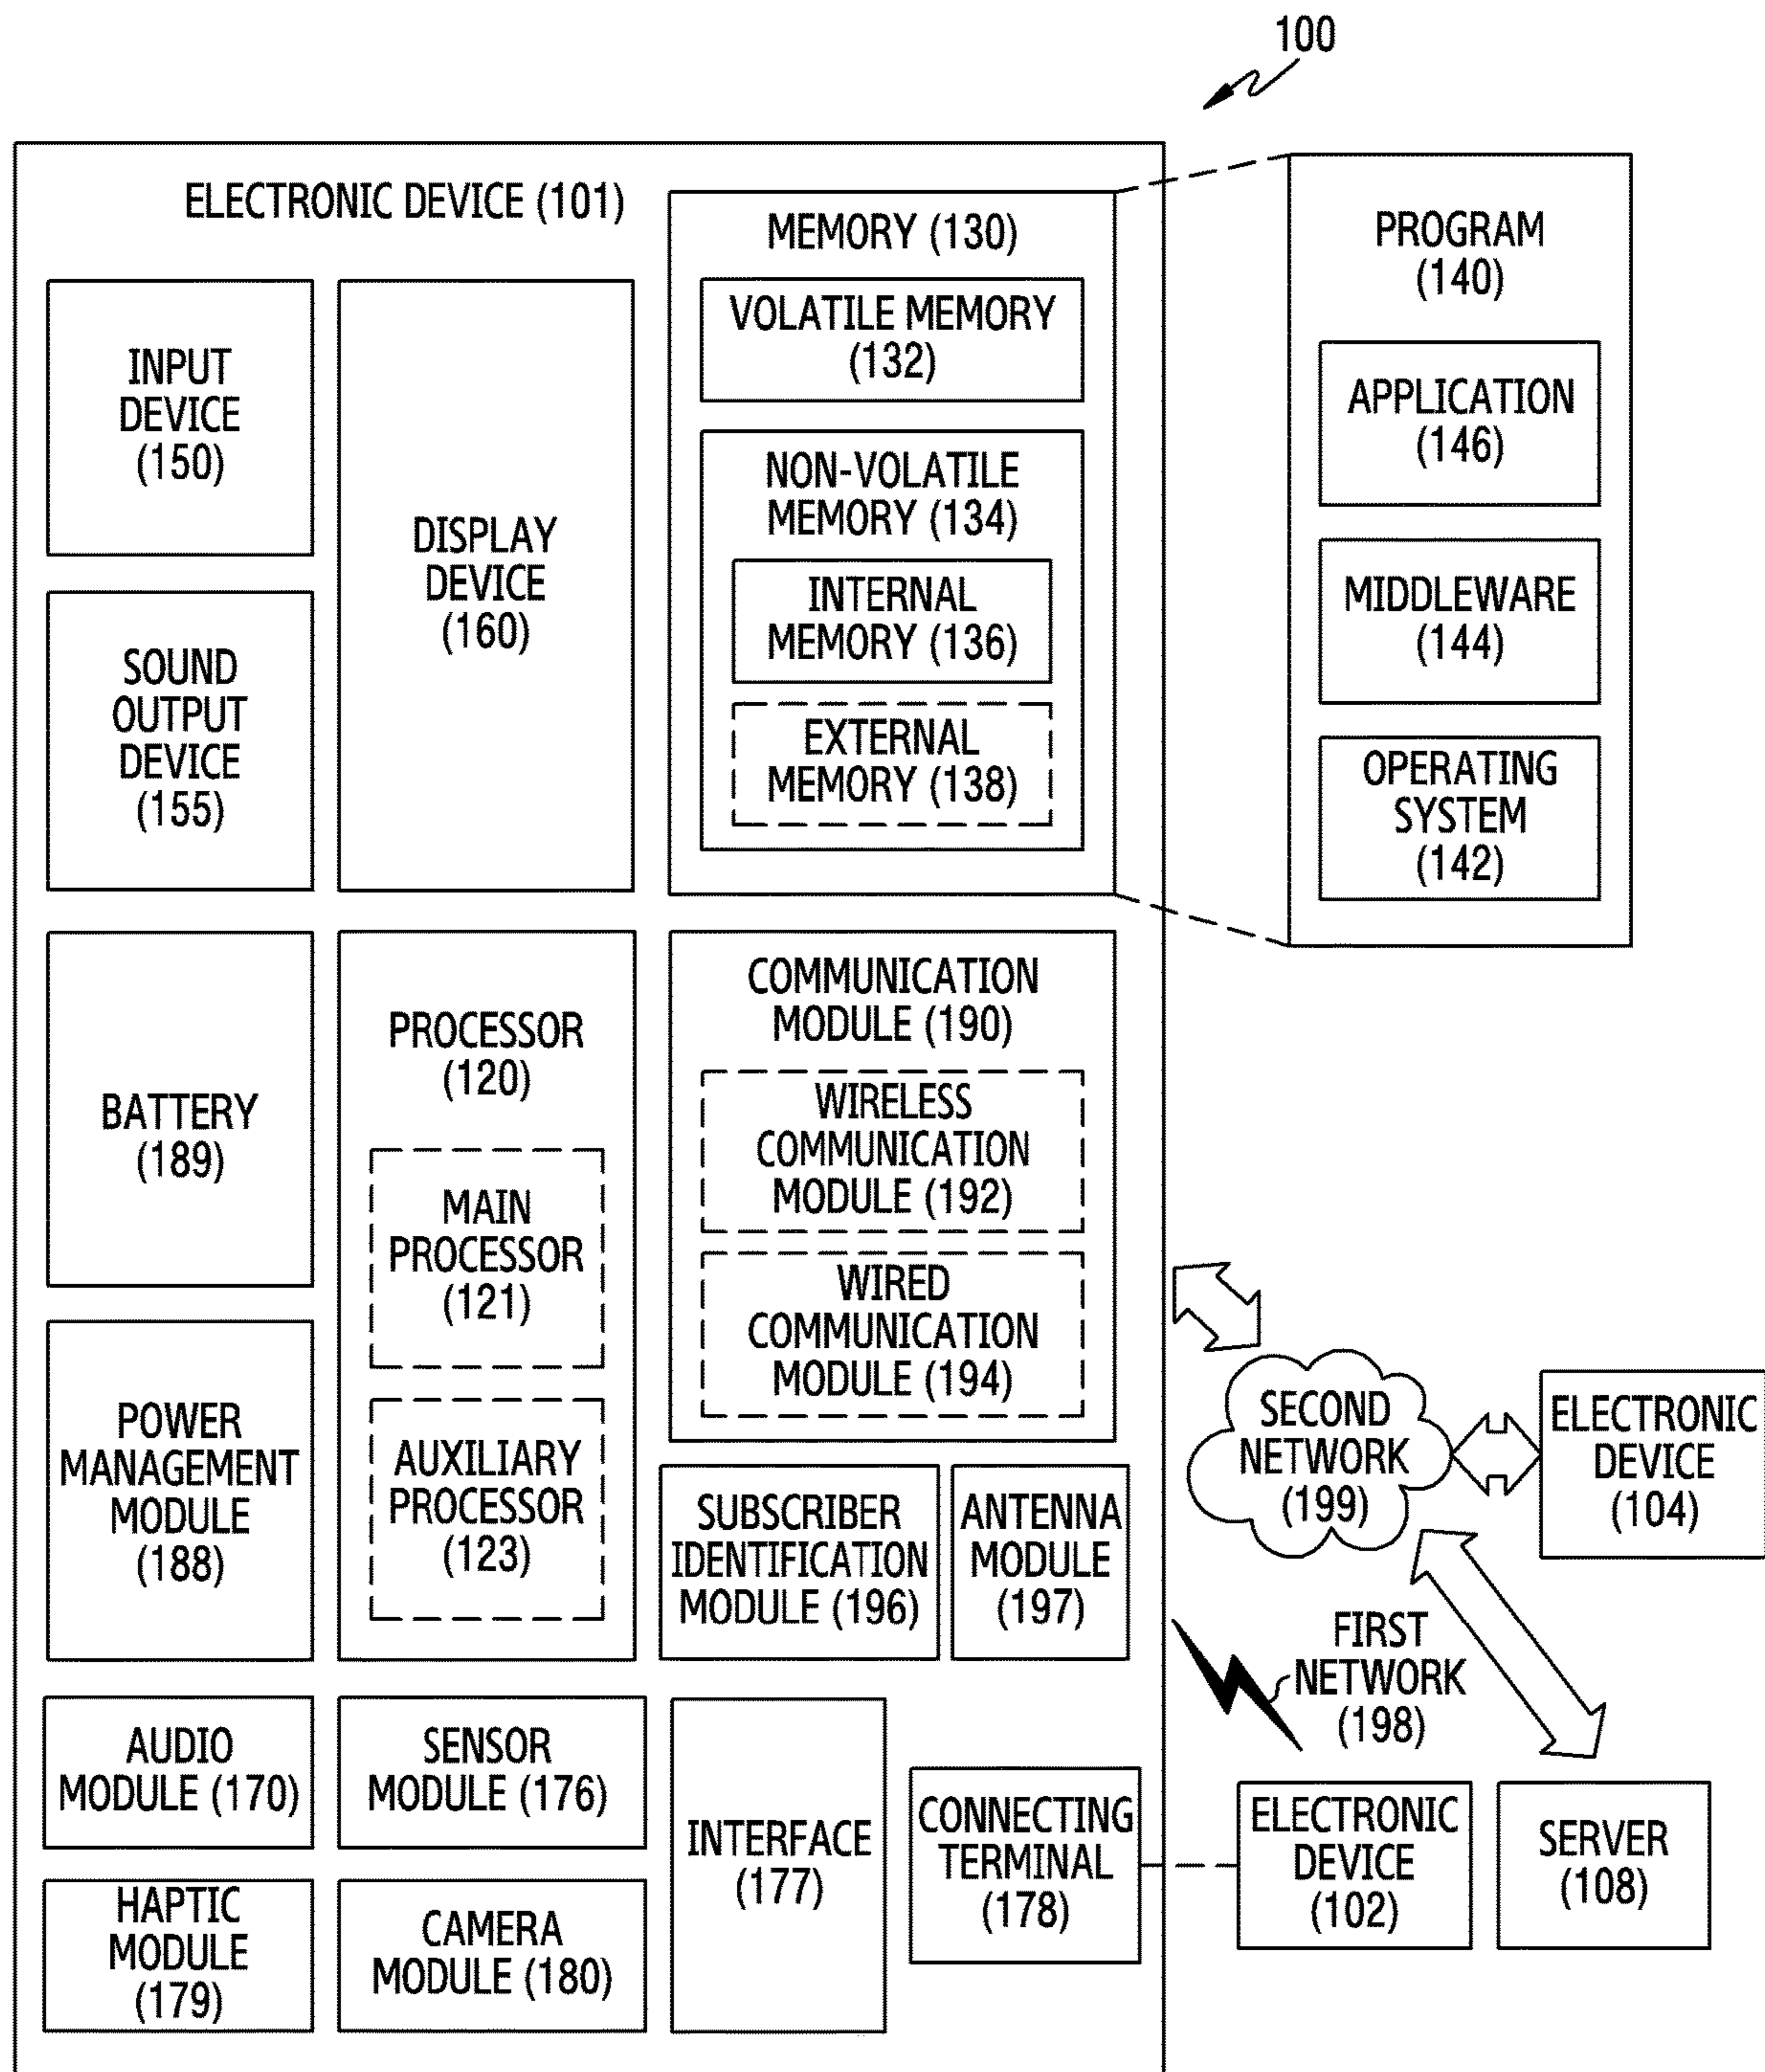 100
ELECTRONIC DEVICE (101)
INPUT
DEVICE
(150)
SOUND
OUTPUT
DEVICE
(155)
DISPLAY
DEVICE
(160)
MEMORY (130)
VOLATILE MEMORY
(132)
NON-VOLATILE
MEMORY (134)
INTERNAL
MEMORY (136)
EXTERNAL
MEMORY (138)
PROGRAM
(140)
APPLICATION
(146)
MIDDLEWARE
(144)
OPERATING
SYSTEM
(142)
BATTERY
(189)
POWER
MANAGEMENT
MODULE
(188)
PROCESSOR
(120)
MAIN
PROCESSOR
(121)
AUXILIARY
PROCESSOR
(123)
COMMUNICATION
MODULE (190)
WIRELESS
COMMUNICATION
MODULE (192)
WIRED
COMMUNICATION
MODULE (194)
SUBSCRIBER
IDENTIFICATION
MODULE (196)
ANTENNA
MODULE
(197)
SECOND
NETWORK
(199)
ELECTRONIC
DEVICE
(104)
FIRST
NETWORK
(198)
AUDIO
MODULE (170)
SENSOR
MODULE (176)
HAPTIC
MODULE
(179)
CAMERA
MODULE (180)
INTERFACE
(177)
CONNECTING
TERMINAL
(178)
ELECTRONIC
DEVICE
(102)
SERVER
(108)